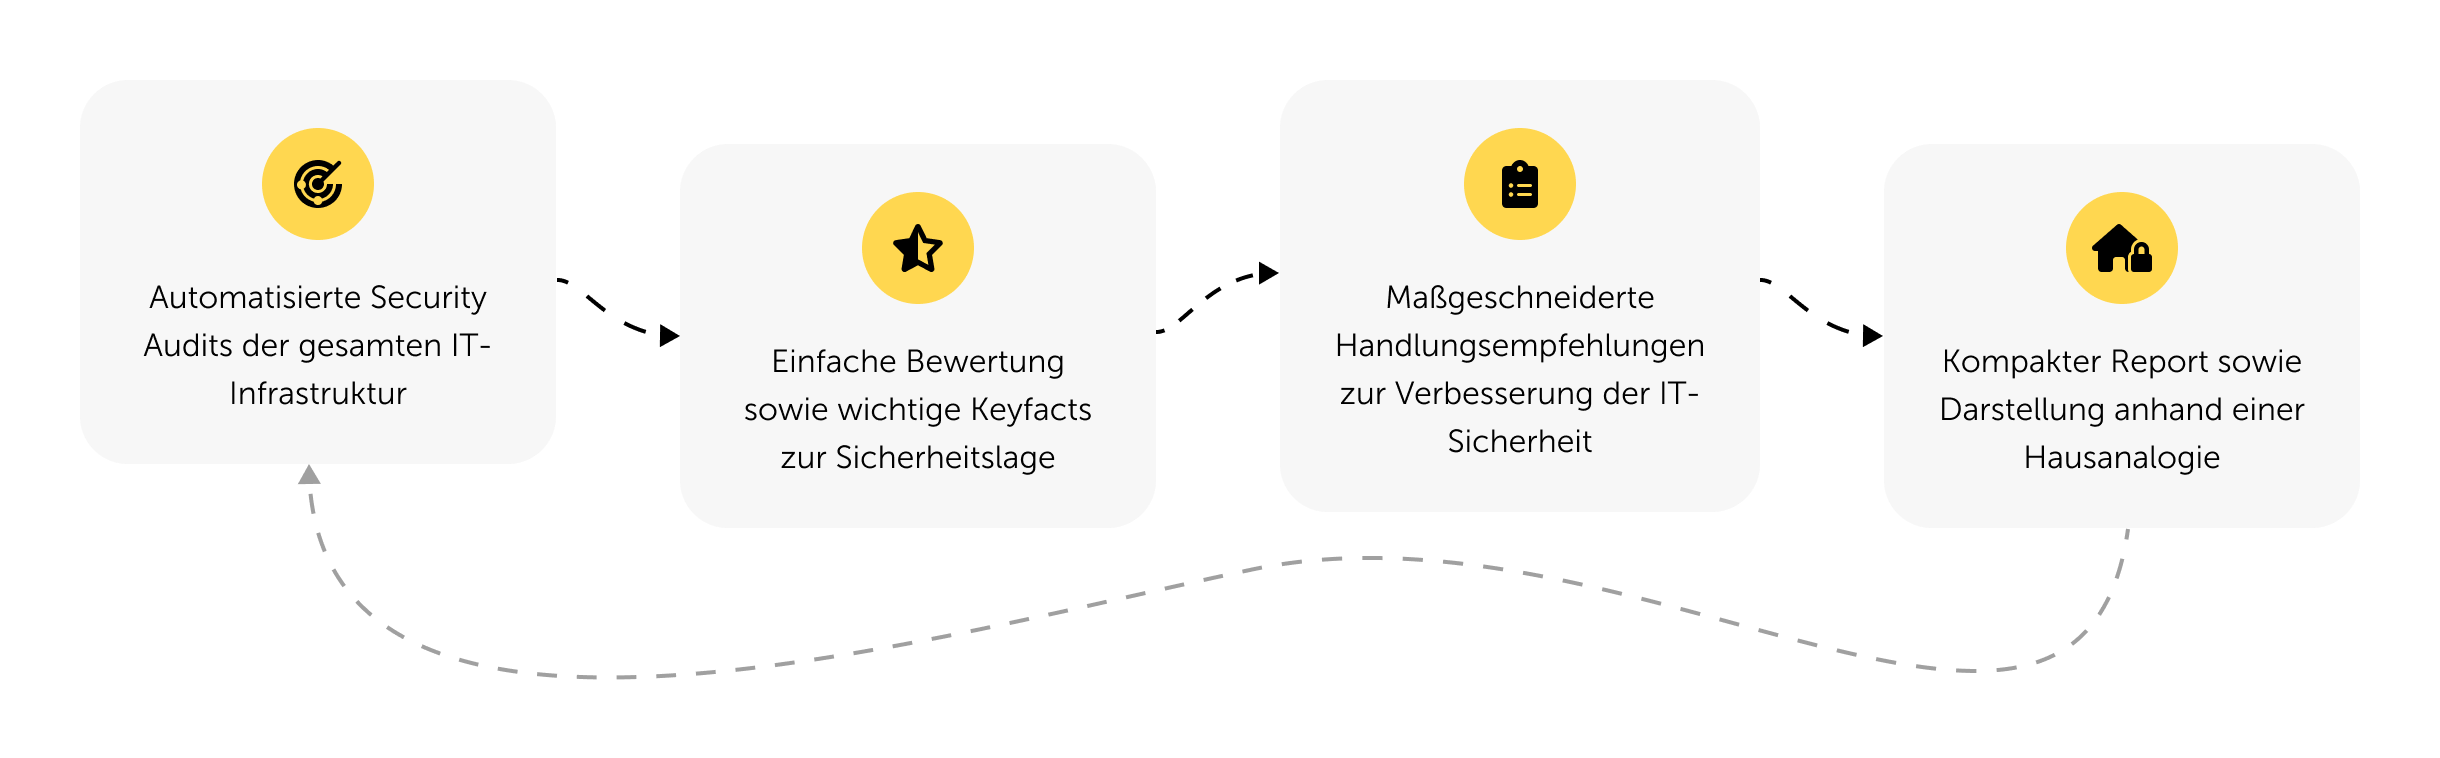 Automatisierte Security
Audits der gesamten IT-
Infrastruktur
Einfache Bewertung
sowie wichtige Keyfacts
zur Sicherheitslage
Maßgeschneiderte
Handlungsempfehlungen
zur Verbesserung der IT-
Sicherheit
Kompakter Report sowie
Darstellung anhand einer
Hausanalogie